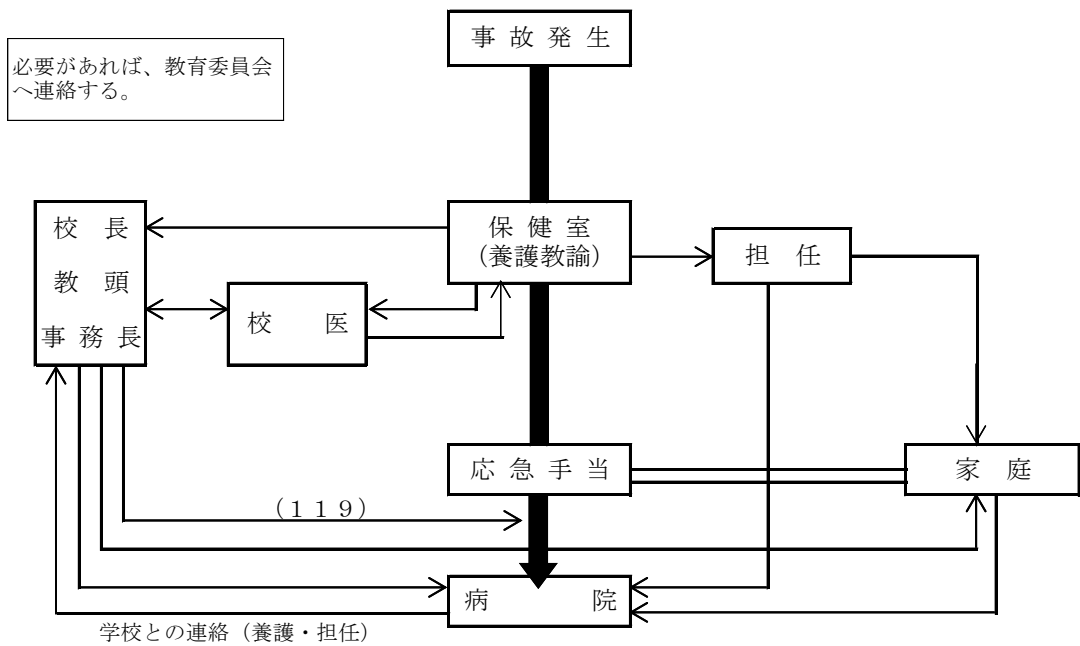 事故発生
必要があれば、教育委員会
へ連絡する。
校長
教頭
事務長
保健室
(養護教諭)
担任
校医
応急手当
家庭
(119)
病院
学校との連絡(養護・担任)